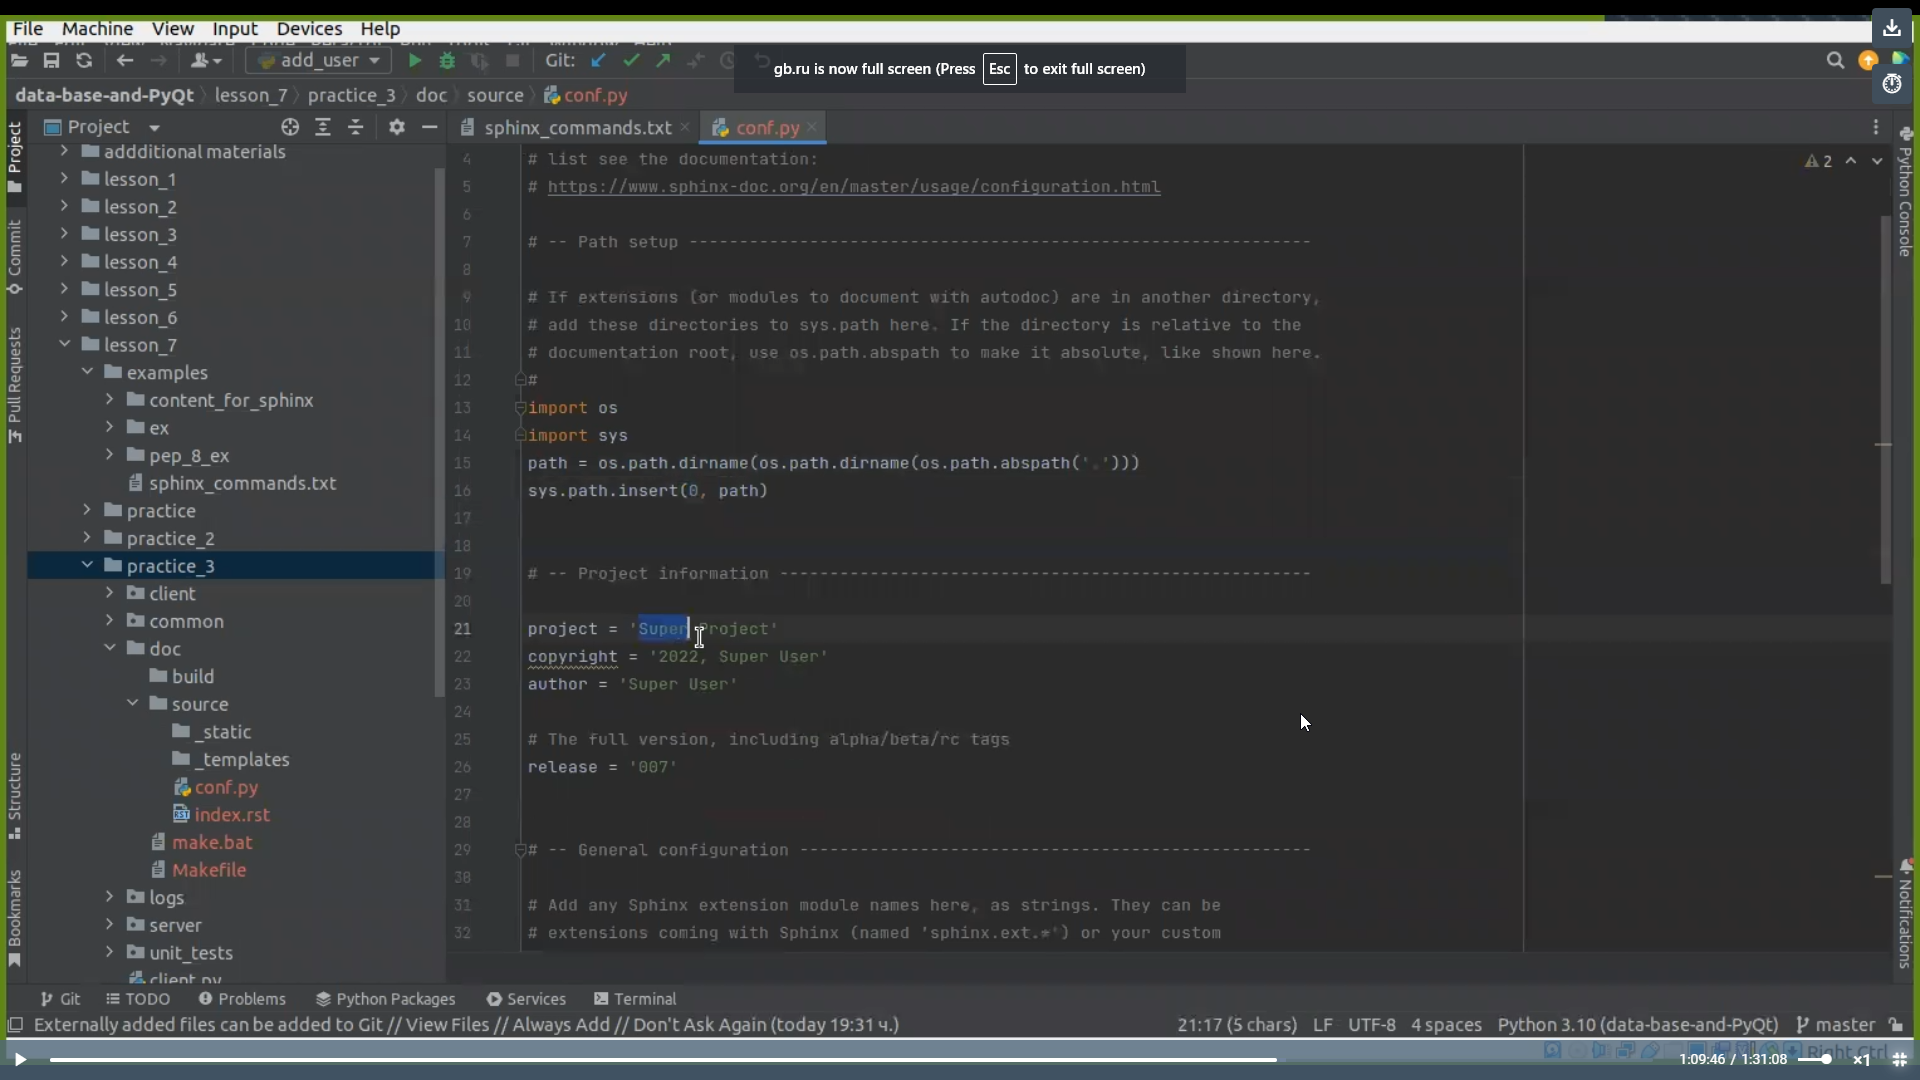 File Machine View Input Devices Help
add_user
Git:
gb.ru is now full screen (Press Esc to exit full screen)
data-base-and-PyQt lesson_7 practice_3 doc source conf.py
Project
sphinx_commands.txt
conf.py
Project
Commit
Pull Requests
Structure
Bookmarks
addditional materials
lesson_1
lesson_2
lesson_3
lesson_4
lesson_5
lesson_6
lesson_7
examples
content_for_sphinx
ex
pep_8_ex
sphinx_commands.txt
practice
practice_2
practice_3
client
common
doc
build
source
_static
_templates
conf.py
index.rst
make.bat
Makefile
logs
server
unit_tests
client.py
4 # list see the documentation:
5 # https://www.sphinx-doc.org/en/master/usage/configuration.html
6
7 # -- Path setup --------------------------------------------------------------
8
9 # If extensions (or modules to document with autodoc) are in another directory,
10 # add these directories to sys.path here. If the directory is relative to the
11 # documentation root, use os.path.abspath to make it absolute, like shown here.
12 #
13 import os
14 import sys
15 path = os.path.dirname(os.path.dirname(os.path.abspath('.')))
16 sys.path.insert(0, path)
17
18
19 # -- Project information -----------------------------------------------------
20
21 project = 'Super Project'
22 copyright = '2022, Super User'
23 author = 'Super User'
24
25 # The full version, including alpha/beta/rc tags
26 release = '007'
27
28
29 # -- General configuration ---------------------------------------------------
30
31 # Add any Sphinx extension module names here, as strings. They can be
32 # extensions coming with Sphinx (named 'sphinx.ext.*') or your custom
2
Python Console
Notifications
Git TODO Problems Python Packages Services Terminal
Externally added files can be added to Git // View Files // Always Add // Don't Ask Again (today 19:31 ч.)
21:17 (5 chars) LF UTF-8 4 spaces Python 3.10 (data-base-and-PyQt) master
Right Ctrl
1:09:46 / 1:31:08
×1